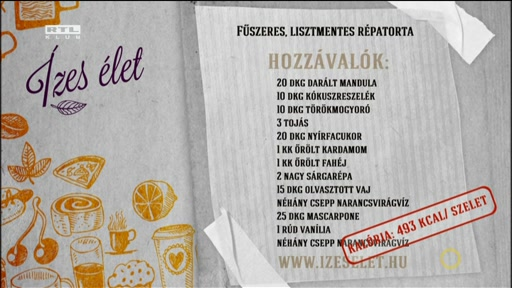 RTL
KLUB
Ízes élet
FŰSZERES, LISZTMENTES RÉPATORTA
HOZZÁVALÓK:
20 DKG DARÁLT MANDULA
10 DKG KÓKUSZRESZELÉK
10 DKG TÖRÖKMOGYORÓ
3 TOJÁS
20 DKG NYÍRFACUKOR
1 KK ŐRÖLT KARDAMOM
1 KK ŐRÖLT FAHÉJ
2 NAGY SÁRGARÉPA
15 DKG OLVASZTOTT VAJ
NÉHÁNY CSEPP NARANCSVIRÁGVÍZ
25 DKG MASCARPONE
1 RÚD VANÍLIA
NÉHÁNY CSEPP NARANCSVIRÁGVÍZ
KALÓRIA: 493 KCAL/ SZELET
WWW.IZESELET.HU